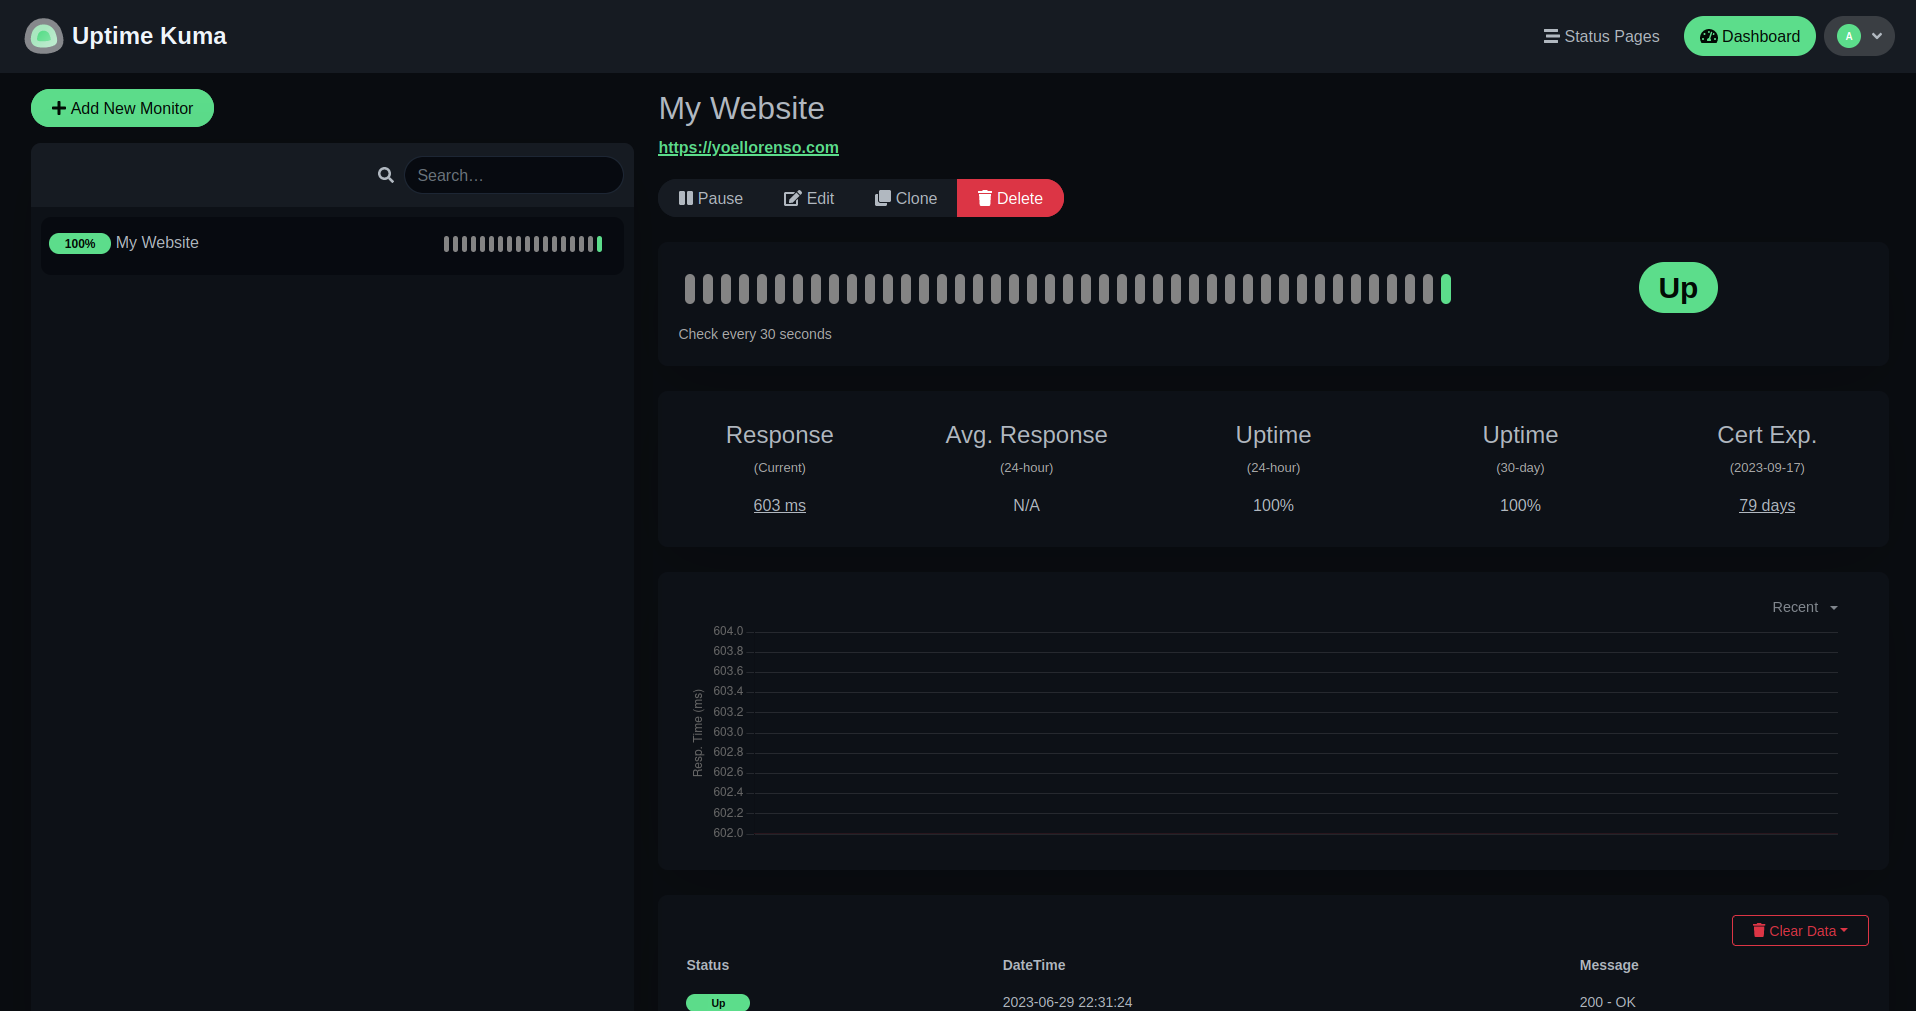 Uptime Kuma
Status Pages
Dashboard
A
Add New Monitor
Search…
100% My Website
My Website
https://yoellorenso.com
Pause
Edit
Clone
Delete
Up
Check every 30 seconds
Response
(Current)
603 ms
Avg. Response
(24-hour)
N/A
Uptime
(24-hour)
100%
Uptime
(30-day)
100%
Cert Exp.
(2023-09-17)
79 days
Recent
Resp. Time (ms)
604.0
603.8
603.6
603.4
603.2
603.0
602.8
602.6
602.4
602.2
602.0
Clear Data
Status DateTime Message
Up 2023-06-29 22:31:24 200 - OK